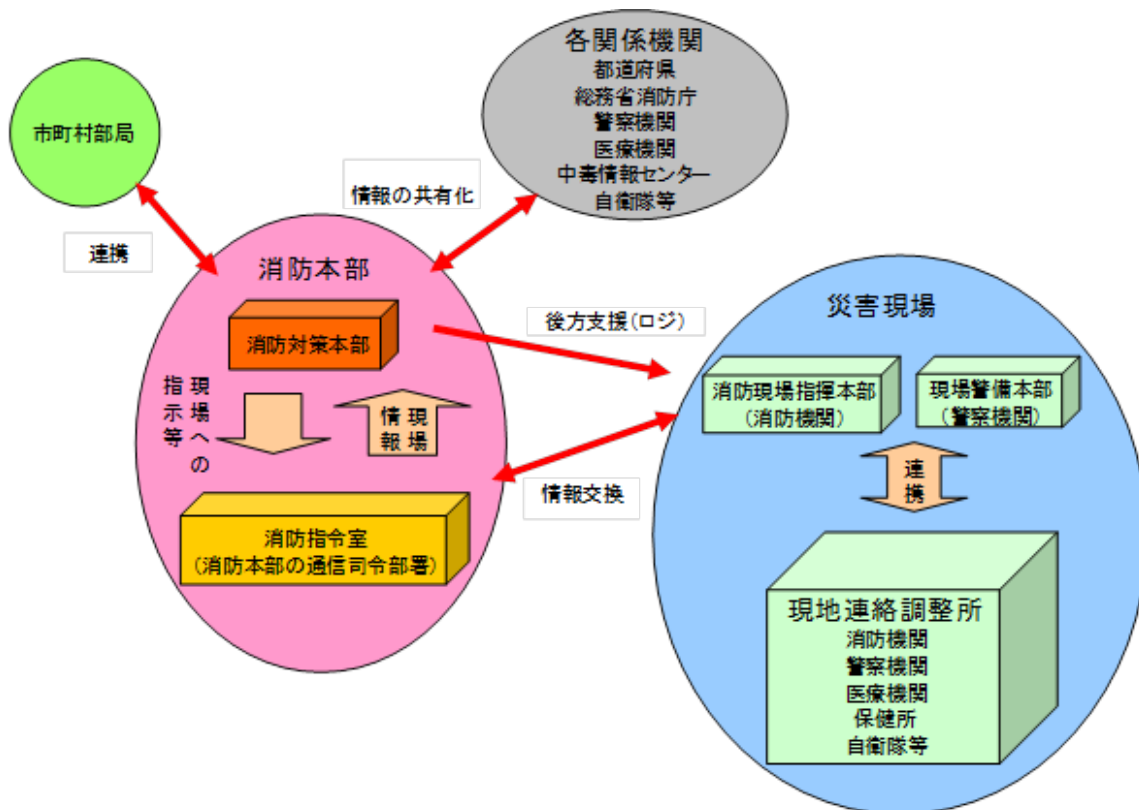 各関係機関
都道府県
総務省消防庁
警察機関
医療機関
中毒情報センター
自衛隊等
市町村部局
情報の共有化
連携
消防本部
消防対策本部
後方支援(ロジ)
災害現場
消防現場指揮本部
(消防機関)
現場警備本部
(警察機関)
現場への
指示等
現場
情報
連携
情報交換
消防指令室
(消防本部の通信司令部署)
現地連絡調整所
消防機関
警察機関
医療機関
保健所
自衛隊等